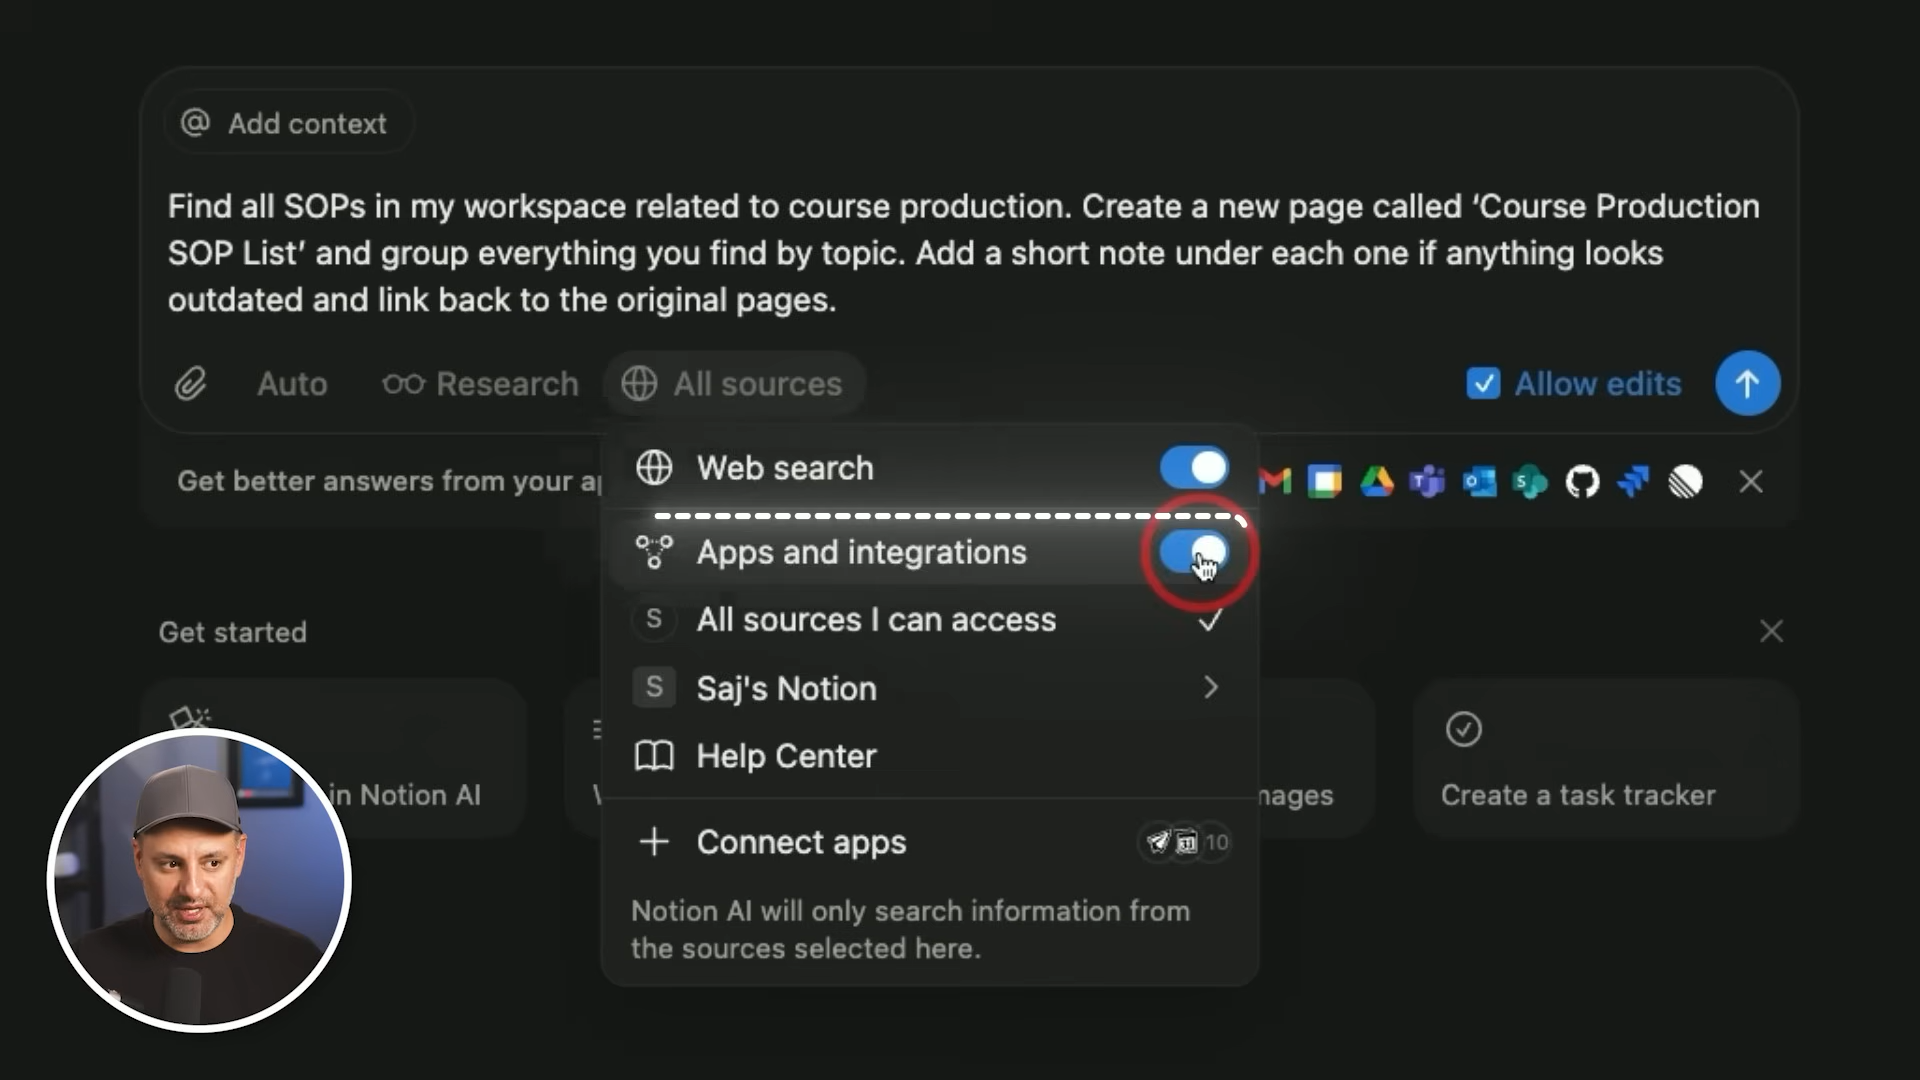 @ Add context
Find all SOPs in my workspace related to course production. Create a new page called ‘Course Production
SOP List’ and group everything you find by topic. Add a short note under each one if anything looks
outdated and link back to the original pages.
Auto
Research
All sources
Allow edits
Web search
Get better answers from your
Apps and integrations
All sources I can access
Get started
S Saj's Notion
Help Center
in Notion AI
Create a task tracker
Connect apps
10
Notion AI will only search information from
the sources selected here.